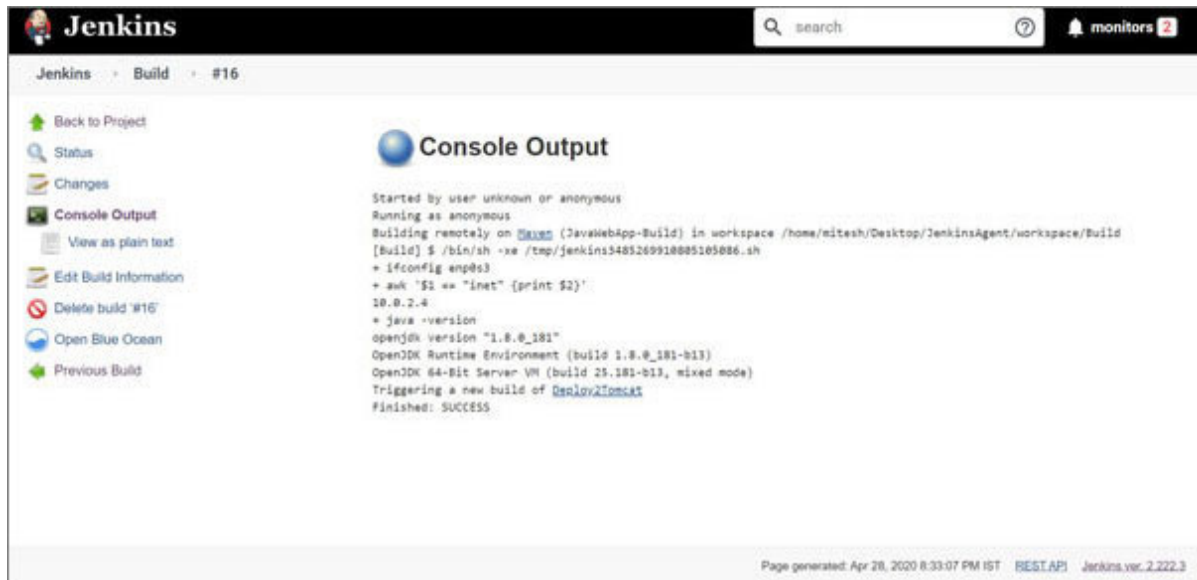 Jenkins
search
monitors 2
Jenkins
Build
#16
Back to Project
Status
Changes
Console Output
View as plain text
Edit Build Information
Delete build '#16'
Open Blue Ocean
Previous Build
Console Output
Started by user unknown or anonymous
Running as anonymous
Building remotely on Maven (JavaWebApp-Build) in workspace /home/mitesh/Desktop/JenkinsAgent/workspace/Build
[Build] $ /bin/sh -xe /tmp/jenkins3485269910805105086.sh
+ ifconfig enp0s3
+ awk '$1 == "inet" {print $2}'
10.0.2.4
+ java -version
openjdk version "1.8.0_181"
OpenJDK Runtime Environment (build 1.8.0_181-b13)
OpenJDK 64-Bit Server VM (build 25.181-b13, mixed mode)
Triggering a new build of Deploy2Tomcat
Finished: SUCCESS
Page generated: Apr 28, 2020 8:33:07 PM IST REST API Jenkins ver. 2.222.3